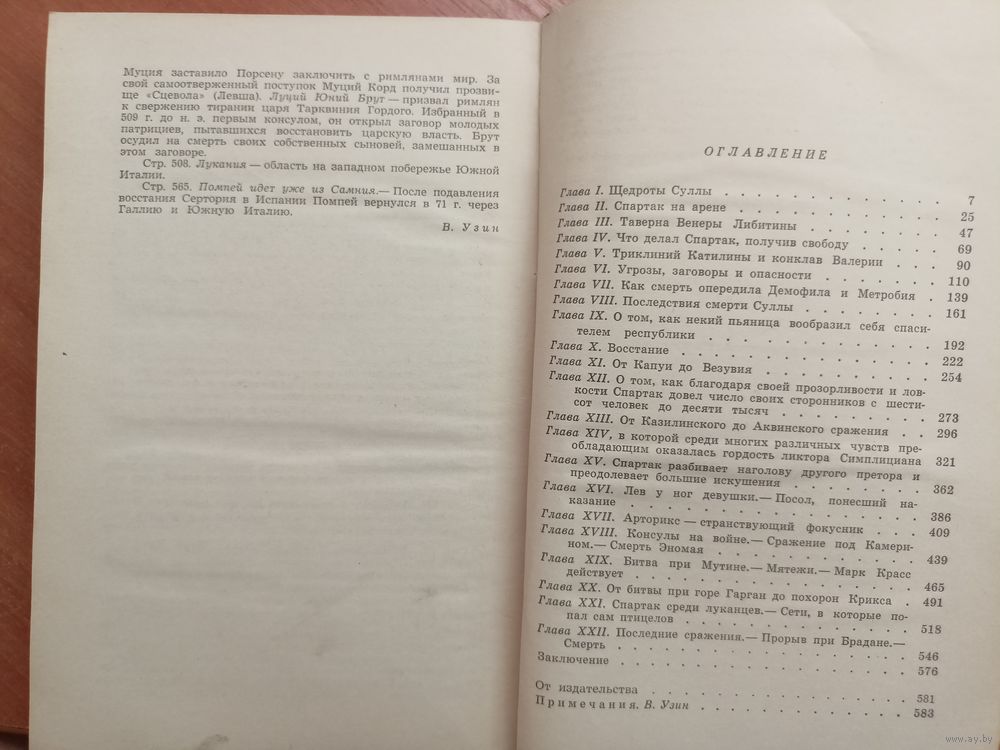 Муция заставило Порсену заключить с римлянами мир. За
свой самоотверженный поступок Муций Корд получил прозви-
ще «Сцевола» (Левша). Луций Юний Брут — призвал римлян
к свержению тирании царя Тарквиния Гордого. Избранный в
509 г. до н. э. первым консулом, он открыл заговор молодых
патрициев, пытавшихся восстановить царскую власть. Брут
осудил на смерть своих собственных сыновей, замешанных в
этом заговоре.
Стр. 508. Лукания — область на западном побережье Южной
Италии.
Стр. 565. Помпей идет уже из Самния.— После подавления
восстания Сертория в Испании Помпей вернулся в 71 г. через
Галлию и Южную Италию.
В. Узин
ОГЛАВЛЕНИЕ
Глава I. Щедроты Суллы . . . . . . . . . . 7
Глава II. Спартак на арене . . . . . . . . . 25
Глава III. Таверна Венеры Либитины . . . . . . 47
Глава IV. Что делал Спартак, получив свободу . . . . 69
Глава V. Триклиний Катилины и конклав Валерии . . . 90
Глава VI. Угрозы, заговоры и опасности . . . . . . 110
Глава VII. Как смерть опередила Демофила и Метробия . 139
Глава VIII. Последствия смерти Суллы . . . . . . . 161
Глава IX. О том, как некий пьяница вообразил себя спаси-
телем республики . . . . . . . . . 192
Глава X. Восстание . . . . . . . . . . . 222
Глава XI. От Капуи до Везувия . . . . . . . . 254
Глава XII. О том, как благодаря своей прозорливости и лов-
кости Спартак довел число своих сторонников с шести-
сот человек до десяти тысяч . . . . . . . 273
Глава XIII. От Казилинского до Аквинского сражения . . 296
Глава XIV, в которой среди многих различных чувств пре-
обладающим оказалась гордость ликтора Симплициана 321
Глава XV. Спартак разбивает наголову другого претора и
преодолевает большие искушения . . . . . . 362
Глава XVI. Лев у ног девушки.— Посол, понесший на-
казание . . . . . . . . . . . . . 386
Глава XVII. Арторикс — странствующий фокусник . . . 409
Глава XVIII. Консулы на войне.— Сражение под Камери-
ном.— Смерть Эномая . . . . . . . . . 439
Глава XIX. Битва при Мутине.— Мятежи.— Марк Красс
действует . . . . . . . . . . . . 465
Глава XX. От битвы при горе Гарган до похорон Крикса . 491
Глава XXI. Спартак среди луканцев.— Сети, в которые по-
пал сам птицелов . . . . . . . . . . 518
Глава XXII. Последние сражения.— Прорыв при Брадане.—
Смерть . . . . . . . . . . . . . 546
Заключение . . . . . . . . . . . . . 576
От издательства . . . . . . . . . . . . 581
Примечания. В. Узин . . . . . . . . . . 583
www.ay.by